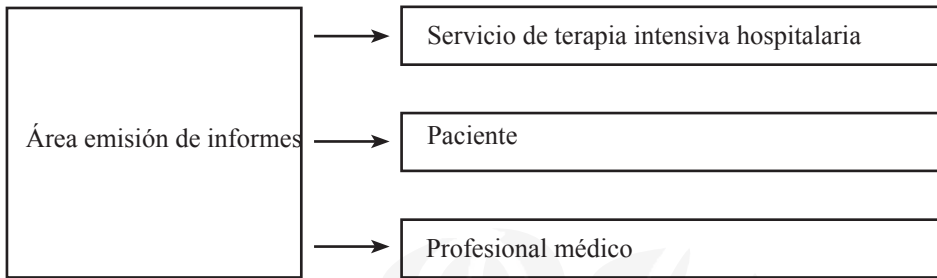 Servicio de terapia intensiva hospitalaria
Área emisión de informes
Paciente
Profesional médico